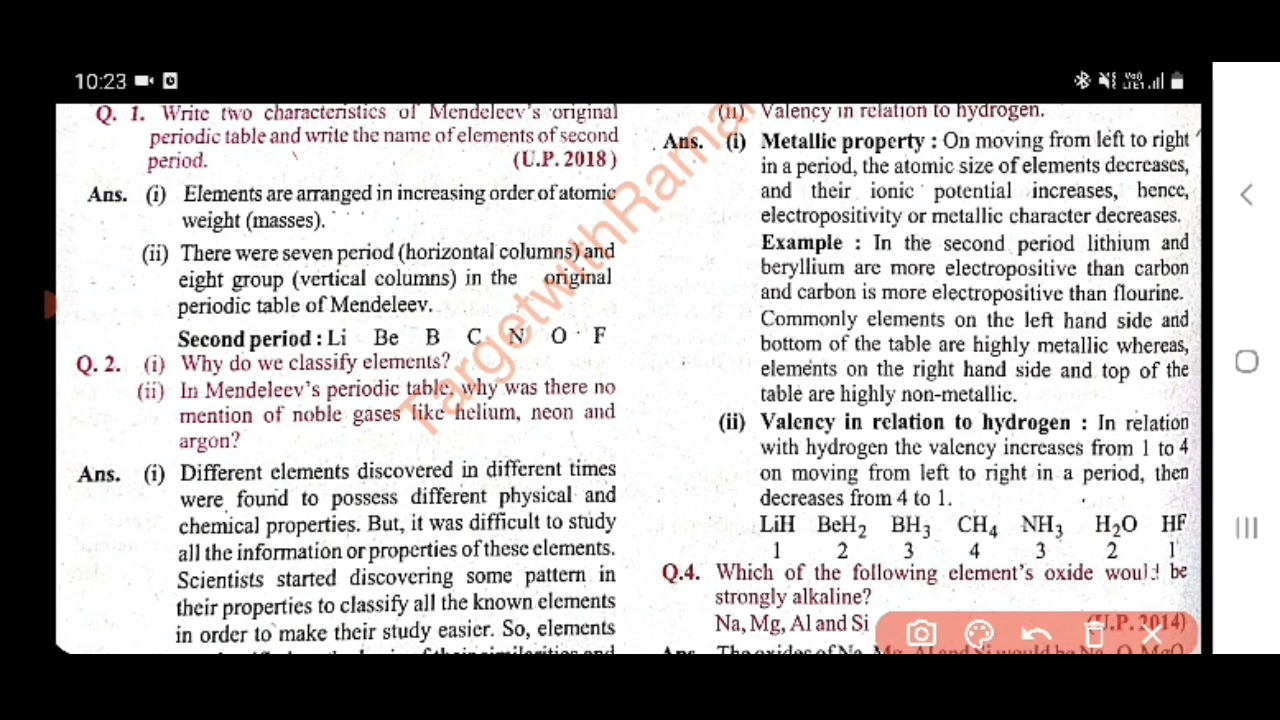 10:23
Q. 1. Write two characteristics of Mendeleev's original
periodic table and write the name of elements of second
period. (U.P. 2018)
Ans. (i) Elements are arranged in increasing order of atomic
weight (masses).
(ii) There were seven period (horizontal columns) and
eight group (vertical columns) in the original
periodic table of Mendeleev.
Second period : Li Be B C N O F
Q. 2. (i) Why do we classify elements?
(ii) In Mendeleev's periodic table, why was there no
mention of noble gases like helium, neon and
argon?
Ans. (i) Different elements discovered in different times
were found to possess different physical and
chemical properties. But, it was difficult to study
all the information or properties of these elements.
Scientists started discovering some pattern in
their properties to classify all the known elements
in order to make their study easier. So, elements
(ii) Valency in relation to hydrogen.
Ans. (i) Metallic property : On moving from left to right
in a period, the atomic size of elements decreases,
and their ionic potential increases, hence,
electropositivity or metallic character decreases.
Example : In the second period lithium and
beryllium are more electropositive than carbon
and carbon is more electropositive than flourine.
Commonly elements on the left hand side and
bottom of the table are highly metallic whereas,
elements on the right hand side and top of the
table are highly non-metallic.
(ii) Valency in relation to hydrogen : In relation
with hydrogen the valency increases from 1 to 4
on moving from left to right in a period, then
decreases from 4 to 1.
LiH BeH₂ BH₃ CH₄ NH₃ H₂O HF
1 2 3 4 3 2 1
Q.4. Which of the following element's oxide would be
strongly alkaline?
Na, Mg, Al and Si (U.P. 2014)
Ans. The oxides of Na, Mg, Al and Si would be Na₂O, MgO